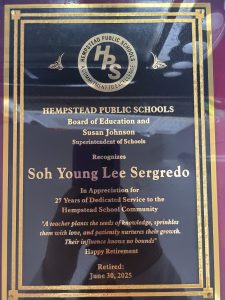 HEMPSTEAD PUBLIC SCHOOLS
HPS
HEMPSTEAD PUBLIC SCHOOLS
Board of Education and
Susan Johnson
Superintendent of Schools
Recognizes
Soh Young Lee Sergredo
In Appreciation for
27 Years of Dedicated Service to the
Hempstead School Community
"A teacher plants the seeds of knowledge, sprinkles
them with love, and patiently nurtures their growth.
Their influence knows no bounds"
Happy Retirement
Retired:
June 30, 2025